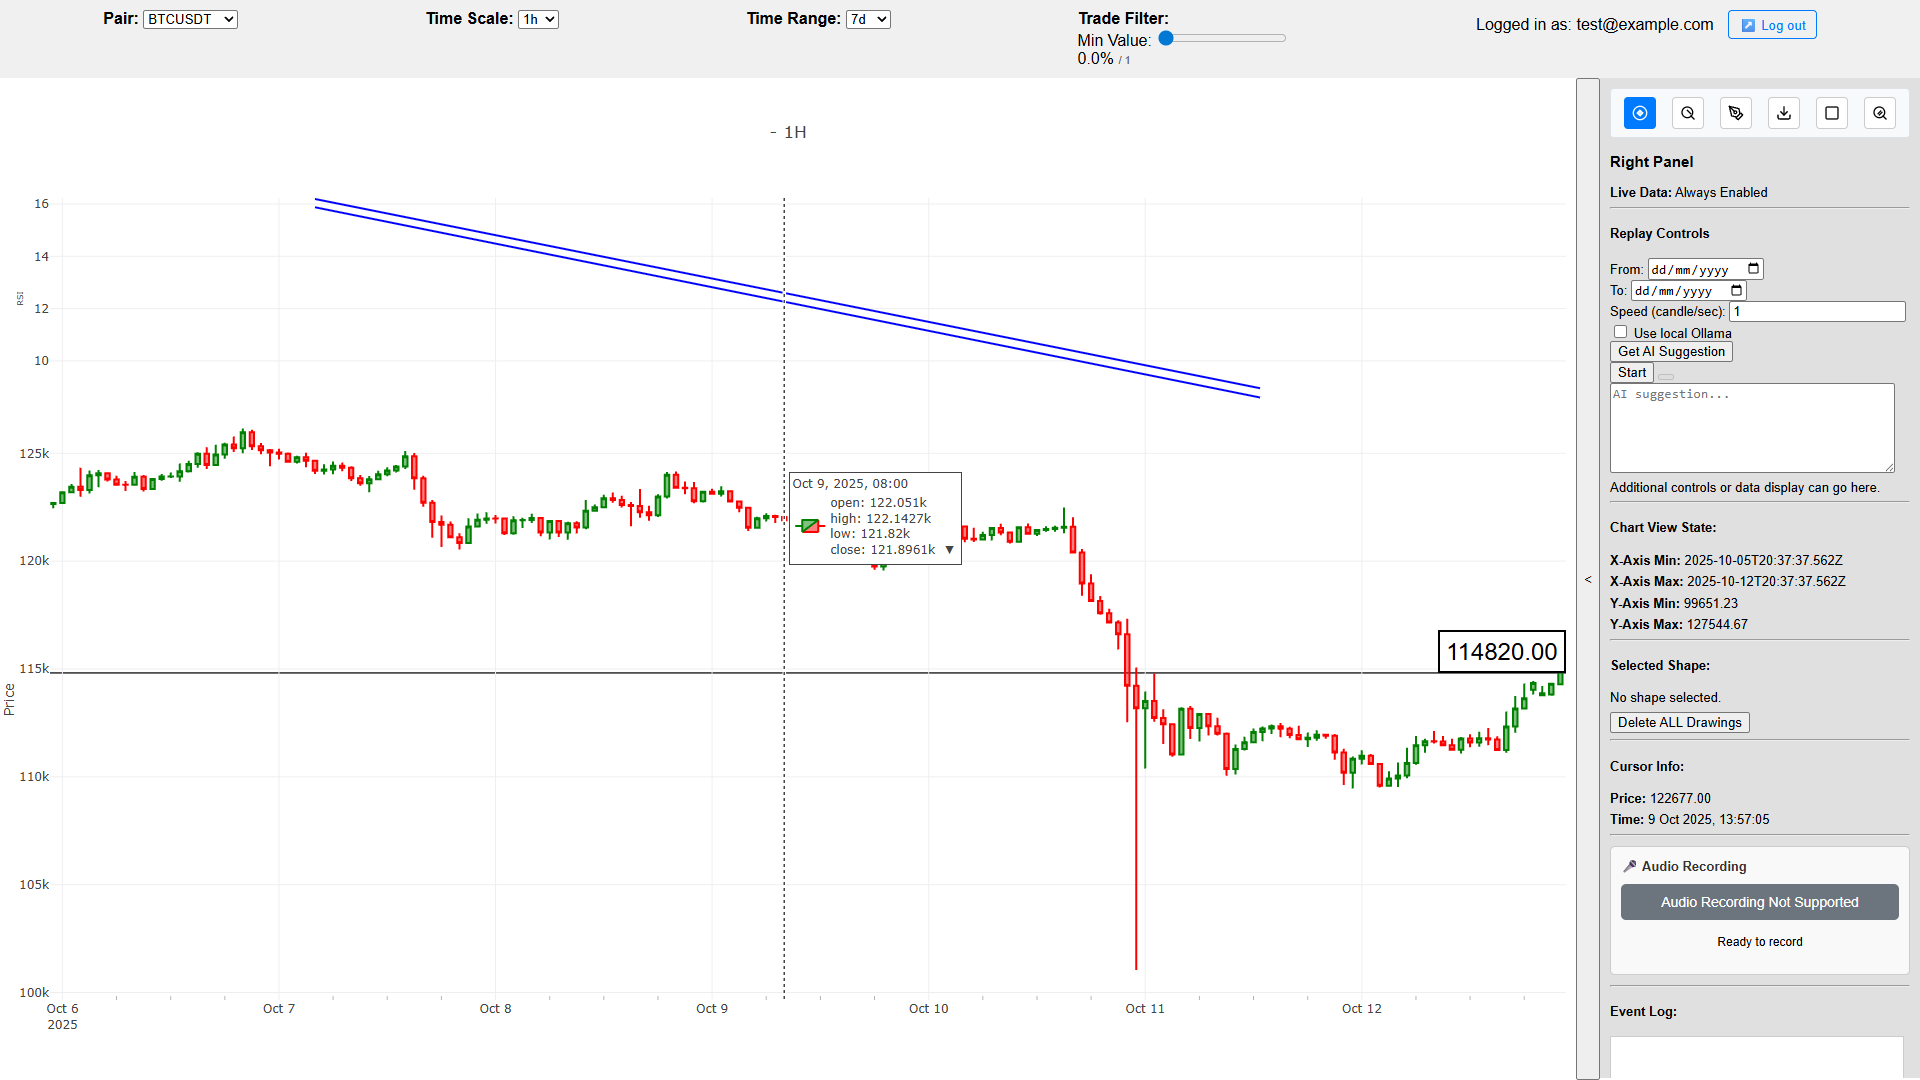 Pair: BTCUSDT
Time Scale: 1h
Time Range: 7d
Trade Filter:
Min Value:
0.0% / 1
Logged in as: test@example.com
Log out
- 1H
16
14
12
10
RSI
125k
120k
115k
110k
105k
100k
Price
Oct 9, 2025, 08:00
open: 122.051k
high: 122.1427k
low: 121.82k
close: 121.8961k ▼
114820.00
Oct 6
2025
Oct 7
Oct 8
Oct 9
Oct 10
Oct 11
Oct 12
<
Right Panel
Live Data: Always Enabled
Replay Controls
From: dd/mm/yyyy
To: dd/mm/yyyy
Speed (candle/sec): 1
Use local Ollama
Get AI Suggestion
Start
AI suggestion...
Additional controls or data display can go here.
Chart View State:
X-Axis Min: 2025-10-05T20:37:37.562Z
X-Axis Max: 2025-10-12T20:37:37.562Z
Y-Axis Min: 99651.23
Y-Axis Max: 127544.67
Selected Shape:
No shape selected.
Delete ALL Drawings
Cursor Info:
Price: 122677.00
Time: 9 Oct 2025, 13:57:05
Audio Recording
Audio Recording Not Supported
Ready to record
Event Log: